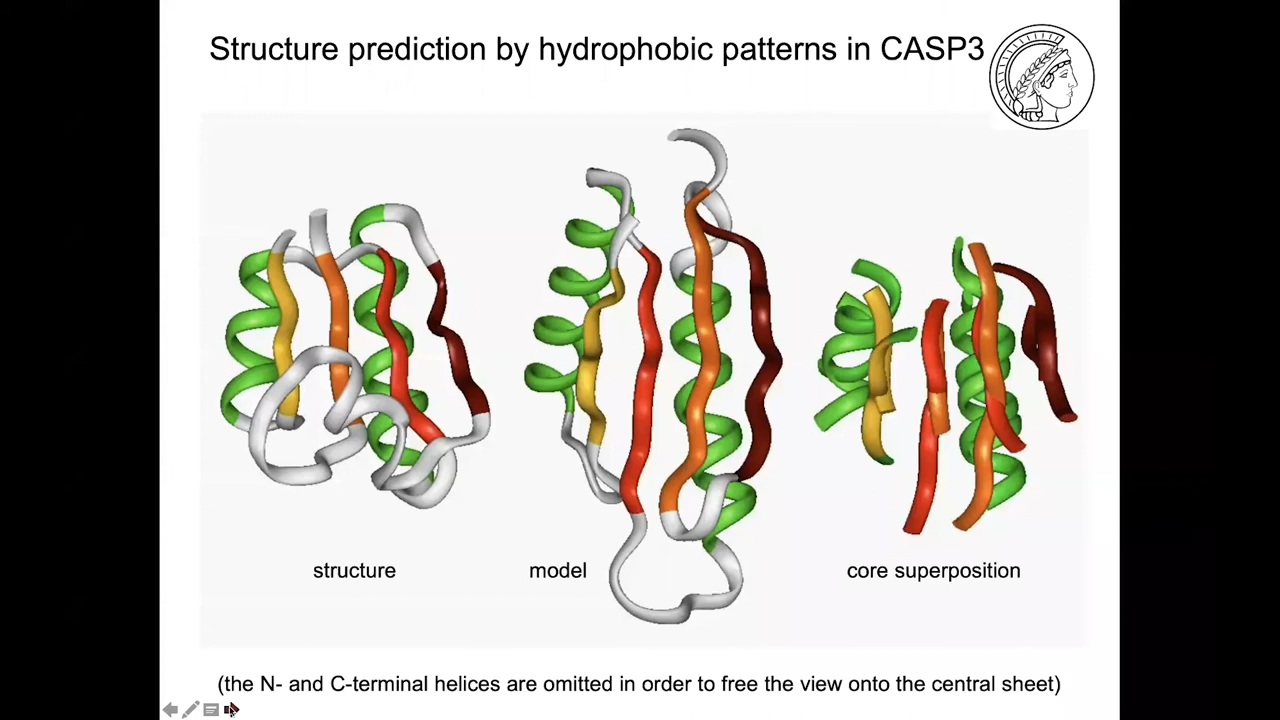 Structure prediction by hydrophobic patterns in CASP3
structure
model
core superposition
(the N- and C-terminal helices are omitted in order to free the view onto the central sheet)